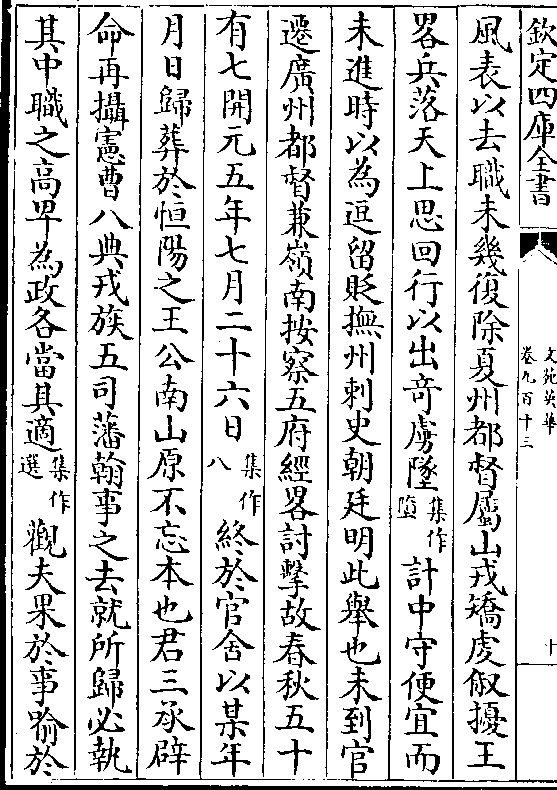 欽定四庫全書
文苑英華
卷九百十三
十
風表以去職未幾復除夏州都督屬山戎矯䖍俶擾王
畧兵落天上思回行以出竒虜墜集作墮計中守便宜而
未進時以為逗留貶撫州刺史朝廷明此舉也未到官
遷廣州都督兼嶺南按察五府經畧討擊故春秋五十
有七開元五年七月二十六日集作八終於官舍以某年
月日歸葬於恒陽之王公南山原不忘本也君三承辟
命再攝憲曹八典戎族五司藩翰事之去就所歸必執
其中職之高卑為政各當其適集作選觀夫果於事喻於